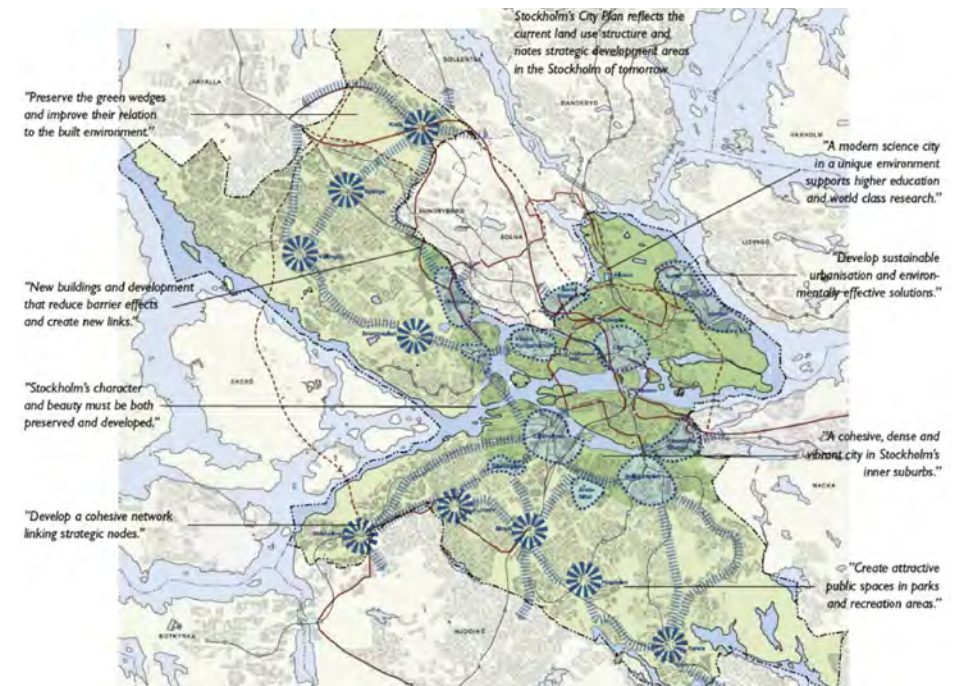 Stockholm's City Plan reflects the
current land use structure and
notes strategic development areas
in the Stockholm of tomorrow.
SOLLENTUNA
JÄRFÄLLA
DANDERYD
VAXHOLM
"Preserve the green wedges
and improve their relation
to the built environment."
"A modern science city
in a unique environment
supports higher education
and world class research."
SUNDBYBERG
SOLNA
LIDINGÖ
"Develop sustainable
urbanisation and environ-
mentally effective solutions."
"New buildings and development
that reduce barrier effects
and create new links."
EKERÖ
"Stockholm's character
and beauty must be both
preserved and developed."
"A cohesive, dense and
vibrant city in Stockholm's
inner suburbs."
NACKA
"Develop a cohesive network
linking strategic nodes."
"Create attractive
public spaces in parks
and recreation areas."
BOTKYRKA
HUDDINGE